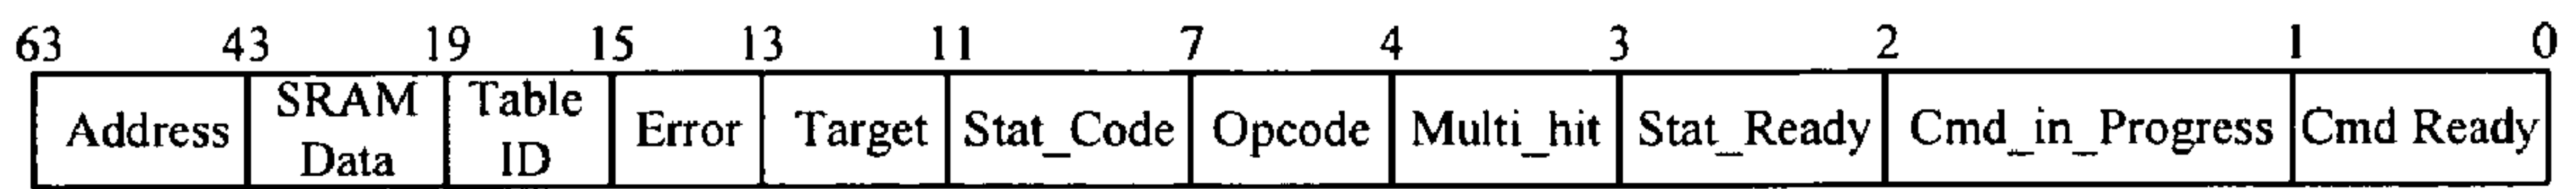 63 43 19 15 13 11 7 4 3 2 1 0
Address SRAM Data Table ID Error Target Stat_Code Opcode Multi_hit Stat_Ready Cmd_in_Progress Cmd Ready